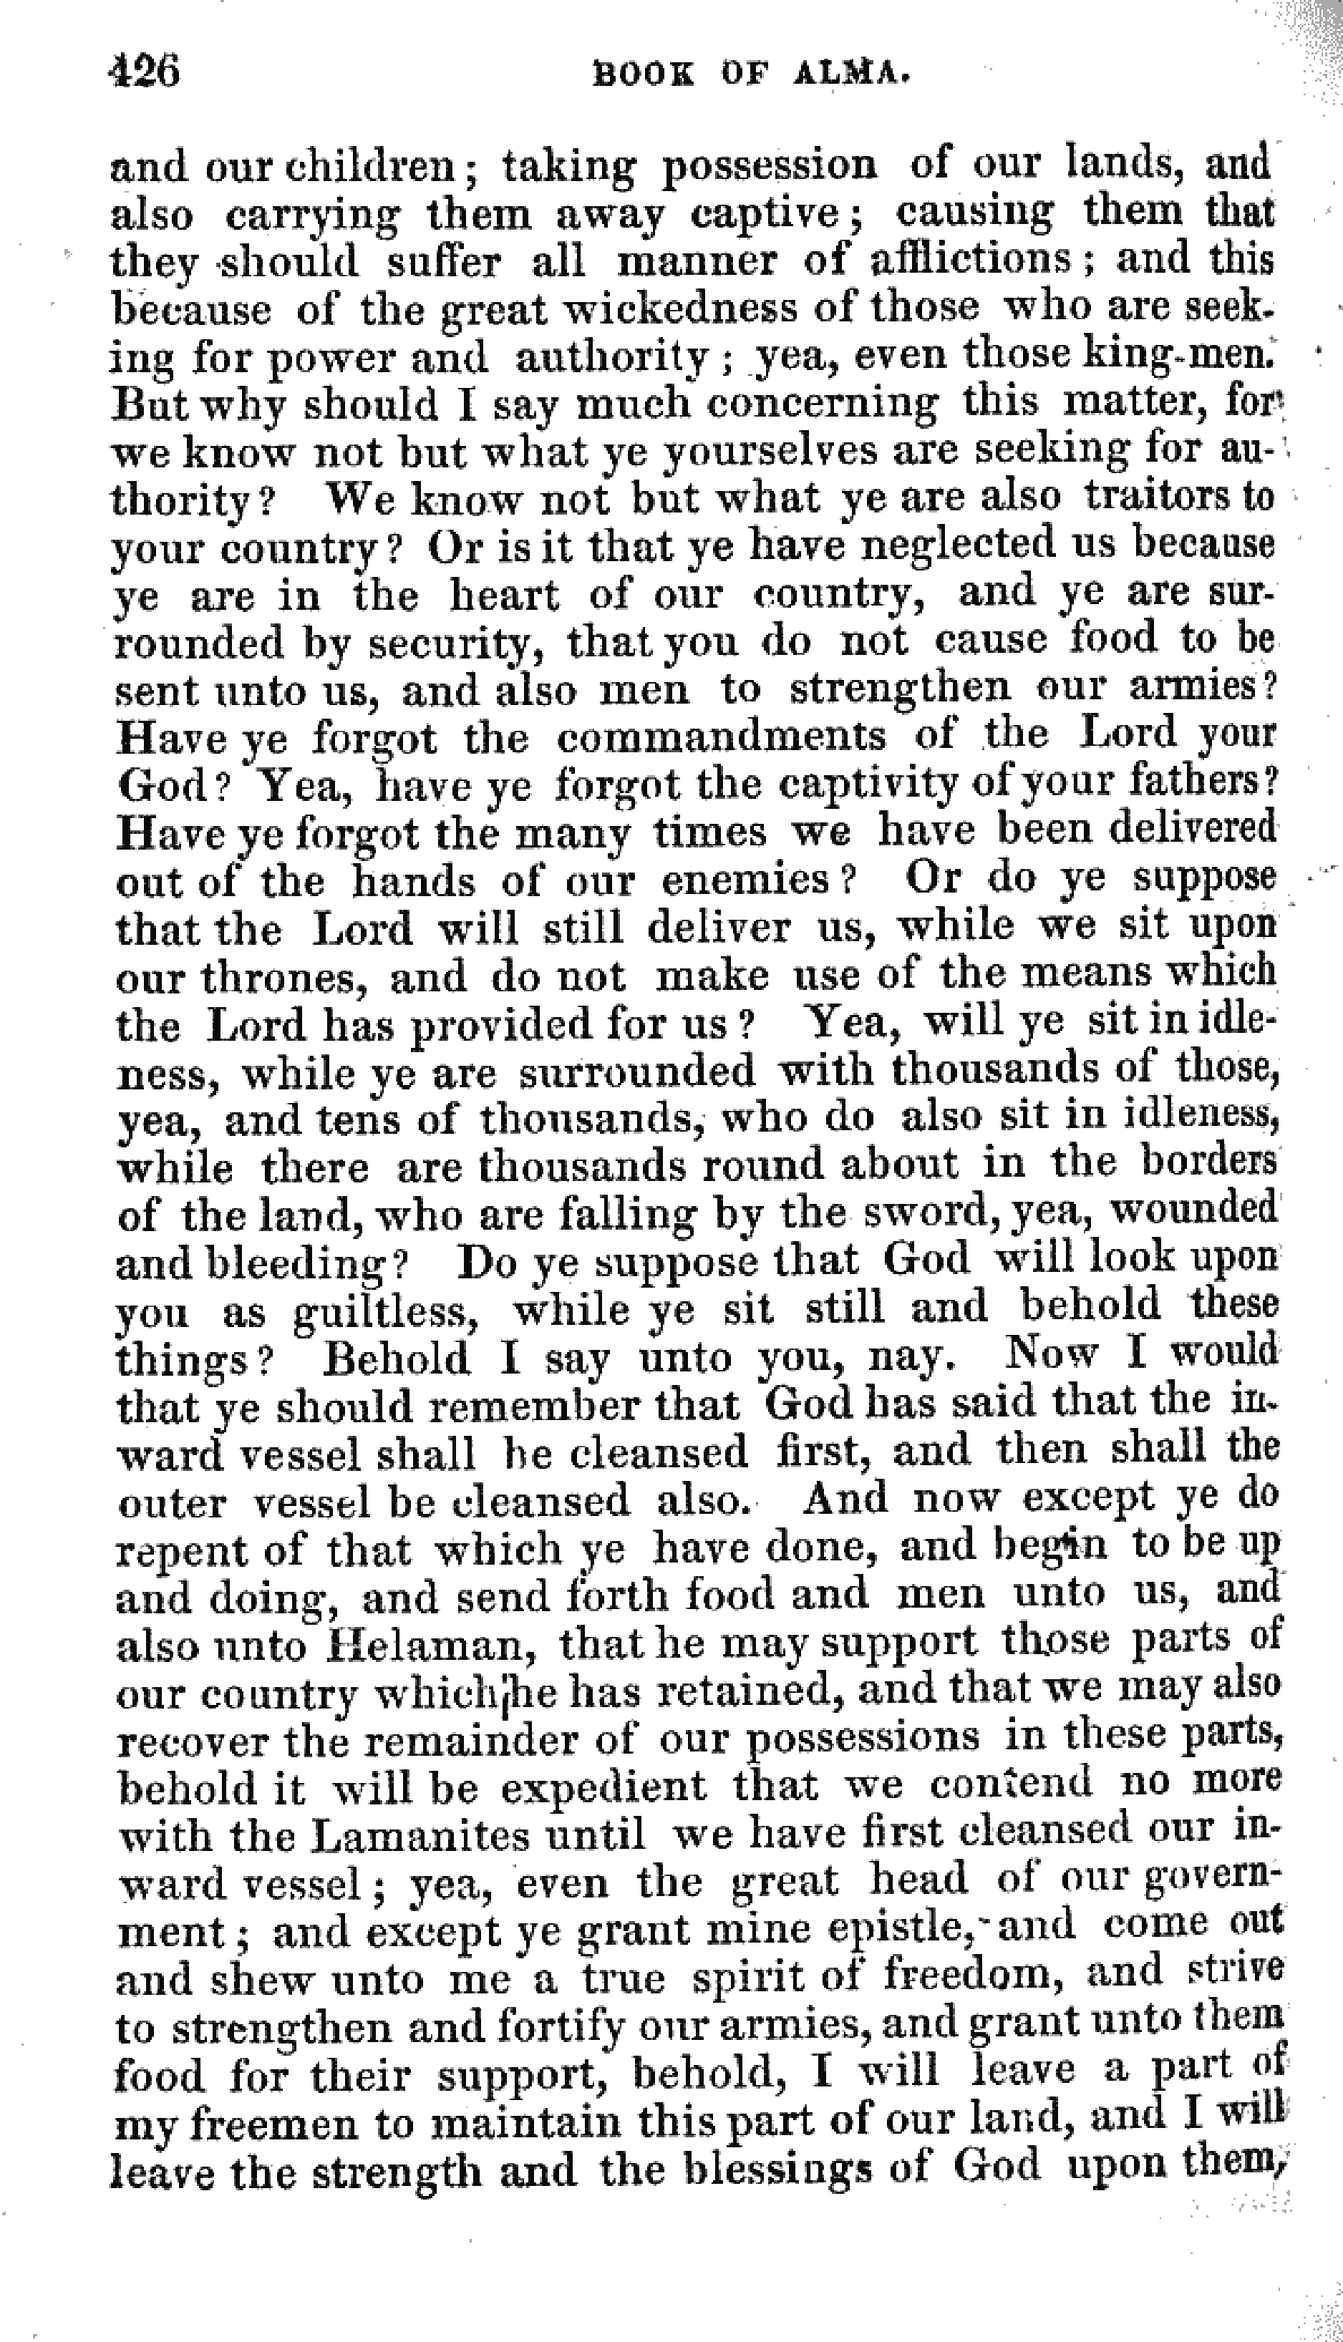 426 BOOK OF ALMA.
and our children; taking possession of our lands, and
also carrying them away captive; causing them that
they should suffer all manner of afflictions; and this
because of the great wickedness of those who are seek-
ing for power and authority; yea, even those king-men.
But why should I say much concerning this matter, for
we know not but what ye yourselves are seeking for au-
thority? We know not but what ye are also traitors to
your country? Or is it that ye have neglected us because
ye are in the heart of our country, and ye are sur-
rounded by security, that you do not cause food to be
sent unto us, and also men to strengthen our armies?
Have ye forgot the commandments of the Lord your
God? Yea, have ye forgot the captivity of your fathers?
Have ye forgot the many times we have been delivered
out of the hands of our enemies? Or do ye suppose
that the Lord will still deliver us, while we sit upon
our thrones, and do not make use of the means which
the Lord has provided for us? Yea, will ye sit in idle-
ness, while ye are surrounded with thousands of those,
yea, and tens of thousands, who do also sit in idleness,
while there are thousands round about in the borders
of the land, who are falling by the sword, yea, wounded
and bleeding? Do ye suppose that God will look upon
you as guiltless, while ye sit still and behold these
things? Behold I say unto you, nay. Now I would
that ye should remember that God has said that the in-
ward vessel shall be cleansed first, and then shall the
outer vessel be cleansed also. And now except ye do
repent of that which ye have done, and begin to be up
and doing, and send forth food and men unto us, and
also unto Helaman, that he may support those parts of
our country which he has retained, and that we may also
recover the remainder of our possessions in these parts,
behold it will be expedient that we contend no more
with the Lamanites until we have first cleansed our in-
ward vessel; yea, even the great head of our govern-
ment; and except ye grant mine epistle, and come out
and shew unto me a true spirit of freedom, and strive
to strengthen and fortify our armies, and grant unto them
food for their support, behold, I will leave a part of
my freemen to maintain this part of our land, and I will
leave the strength and the blessings of God upon them,